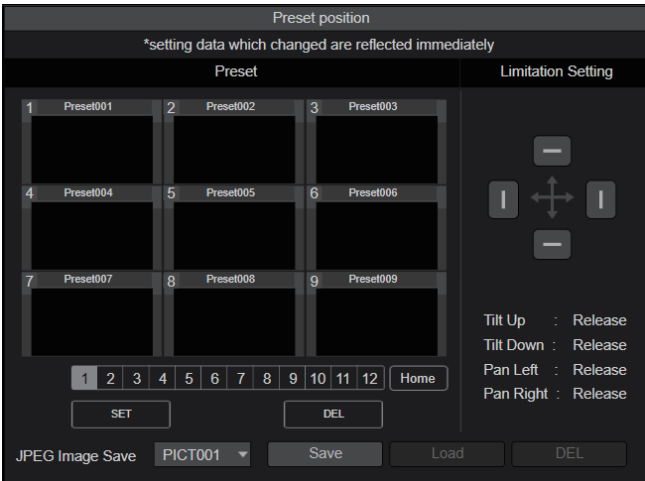 Preset position
*setting data which changed are reflected immediately
Preset
Limitation Setting
1 Preset001 2 Preset002 3 Preset003
4 Preset004 5 Preset005 6 Preset006
7 Preset007 8 Preset008 9 Preset009
Tilt Up : Release
Tilt Down : Release
Pan Left : Release
Pan Right : Release
1 2 3 4 5 6 7 8 9 10 11 12 Home
SET DEL
JPEG Image Save PICT001 Save Load DEL